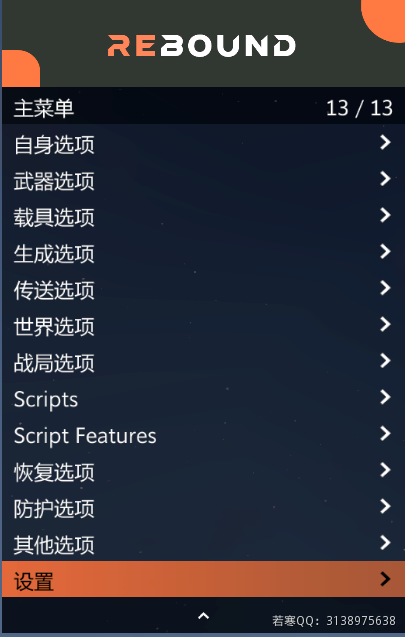 REBOUND
主菜单 13 / 13
自身选项
武器选项
载具选项
生成选项
传送选项
世界选项
战局选项
Scripts
Script Features
恢复选项
防护选项
其他选项
设置
若寒QQ：3138975638